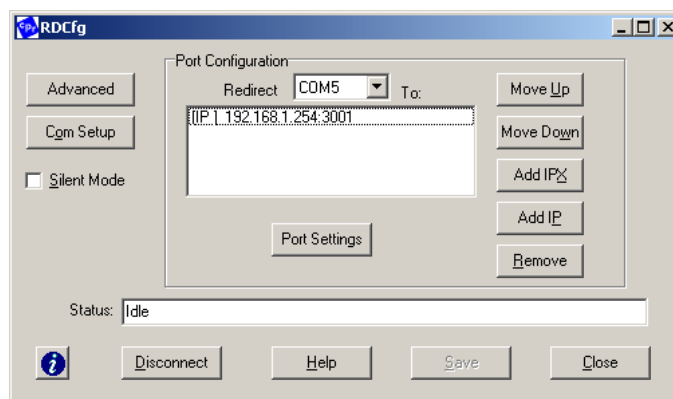 cpr RDCfg
Port Configuration
Advanced
Redirect COM5 To:
Move Up
[IP ] 192.168.1.254:3001
Com Setup
Move Down
Silent Mode
Add IPX
Add IP
Port Settings
Remove
Status: Idle
i Disconnect Help Save Close